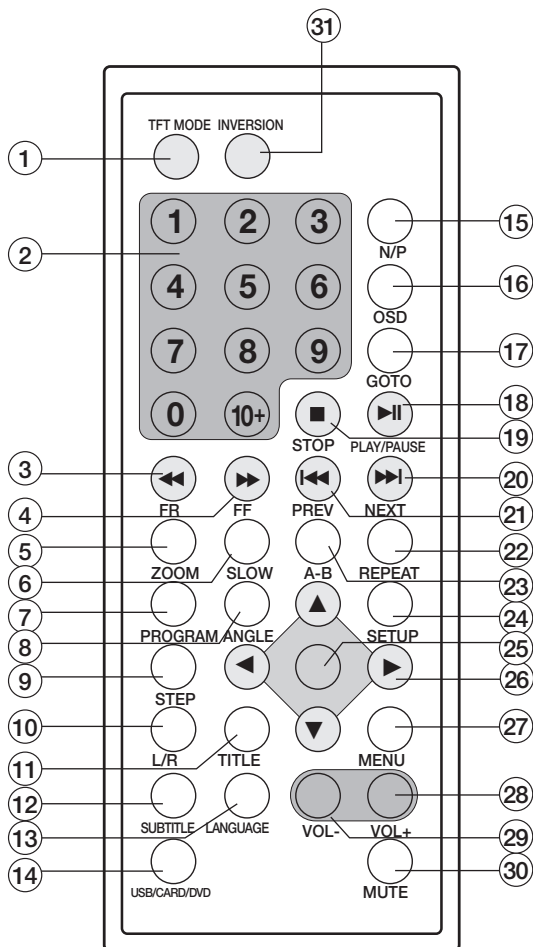 31
TFT MODE INVERSION
1
1 2 3
15
2
N/P
4 5 6
16
OSD
7 8 9
17
GOTO
0 10+
18
STOP PLAY/PAUSE
19
3
20
4
FR FF PREV NEXT
21
5
22
6
ZOOM SLOW A-B REPEAT
23
7
24
8
PROGRAM ANGLE SETUP
25
9
26
STEP
10
27
L/R TITLE MENU
11
12
28
SUBTITLE LANGUAGE VOL- VOL+
13
29
14
30
USB/CARD/DVD MUTE